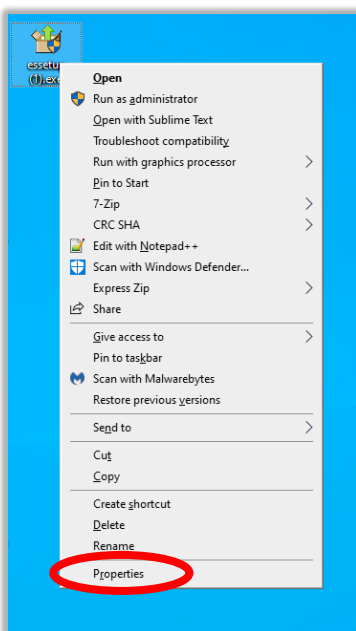 (1).exe
Open
Run as administrator
Open with Sublime Text
Troubleshoot compatibility
Run with graphics processor
Pin to Start
7-Zip
CRC SHA
Edit with Notepad++
Scan with Windows Defender...
Express Zip
Share
Give access to
Pin to taskbar
Scan with Malwarebytes
Restore previous versions
Send to
Cut
Copy
Create shortcut
Delete
Rename
Properties